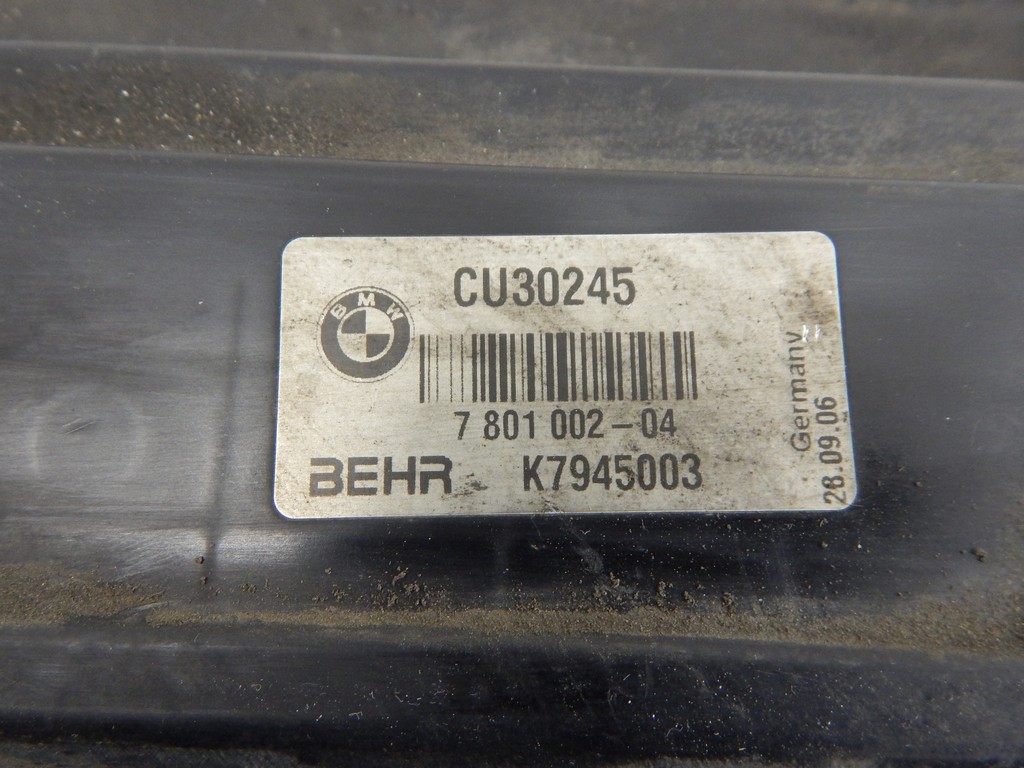 CU30245
BMW
7 801 002-04
BEHR K7945003
Germany
28.09.06